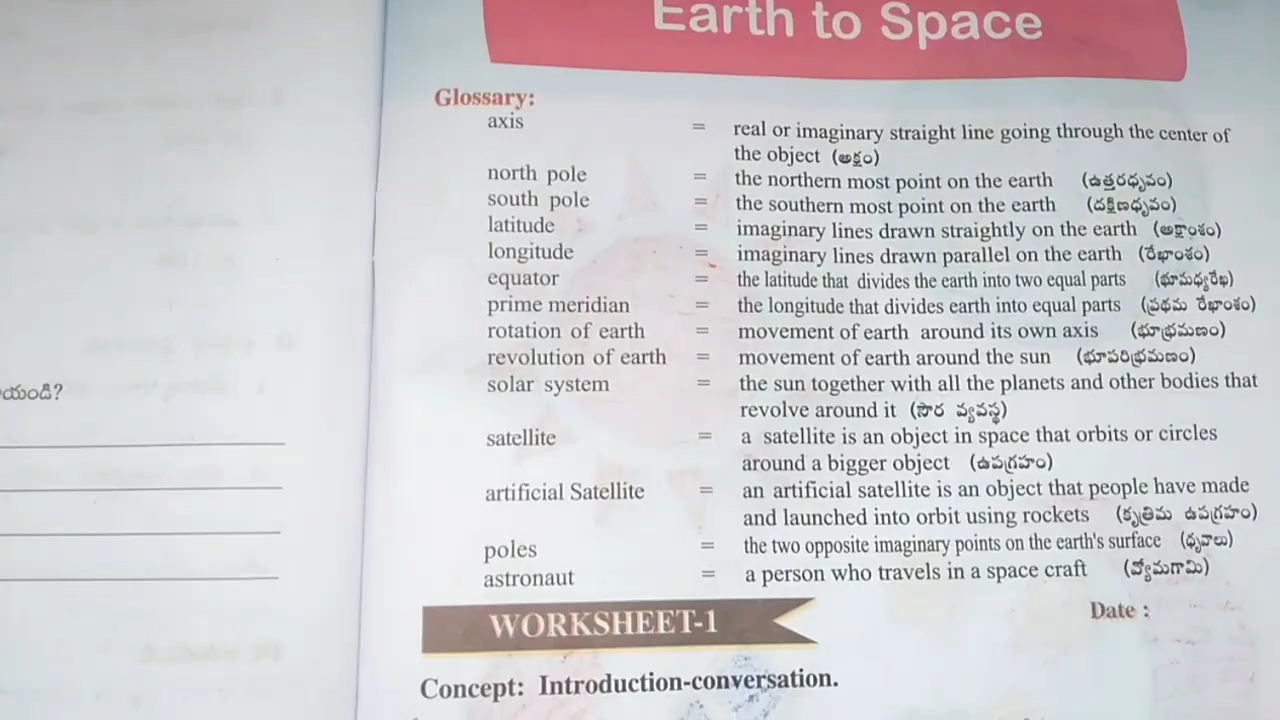 Earth to Space
Glossary:
axis = real or imaginary straight line going through the center of
the object (అక్షం)
north pole = the northern most point on the earth (ఉత్తరధృవం)
south pole = the southern most point on the earth (దక్షిణధృవం)
latitude = imaginary lines drawn straightly on the earth (అక్షాంశం)
longitude = imaginary lines drawn parallel on the earth (రేఖాంశం)
equator = the latitude that divides the earth into two equal parts (భూమధ్యరేఖ)
prime meridian = the longitude that divides earth into equal parts (ప్రథమ రేఖాంశం)
rotation of earth = movement of earth around its own axis (భూభ్రమణం)
revolution of earth = movement of earth around the sun (భూపరిభ్రమణం)
solar system = the sun together with all the planets and other bodies that
revolve around it (సౌర వ్యవస్థ)
satellite = a satellite is an object in space that orbits or circles
around a bigger object (ఉపగ్రహం)
artificial Satellite = an artificial satellite is an object that people have made
and launched into orbit using rockets (కృత్రిమ ఉపగ్రహం)
poles = the two opposite imaginary points on the earth's surface (ధృవాలు)
astronaut = a person who travels in a space craft (వ్యోమగామి)
WORKSHEET-1
Date :
Concept: Introduction-conversation.